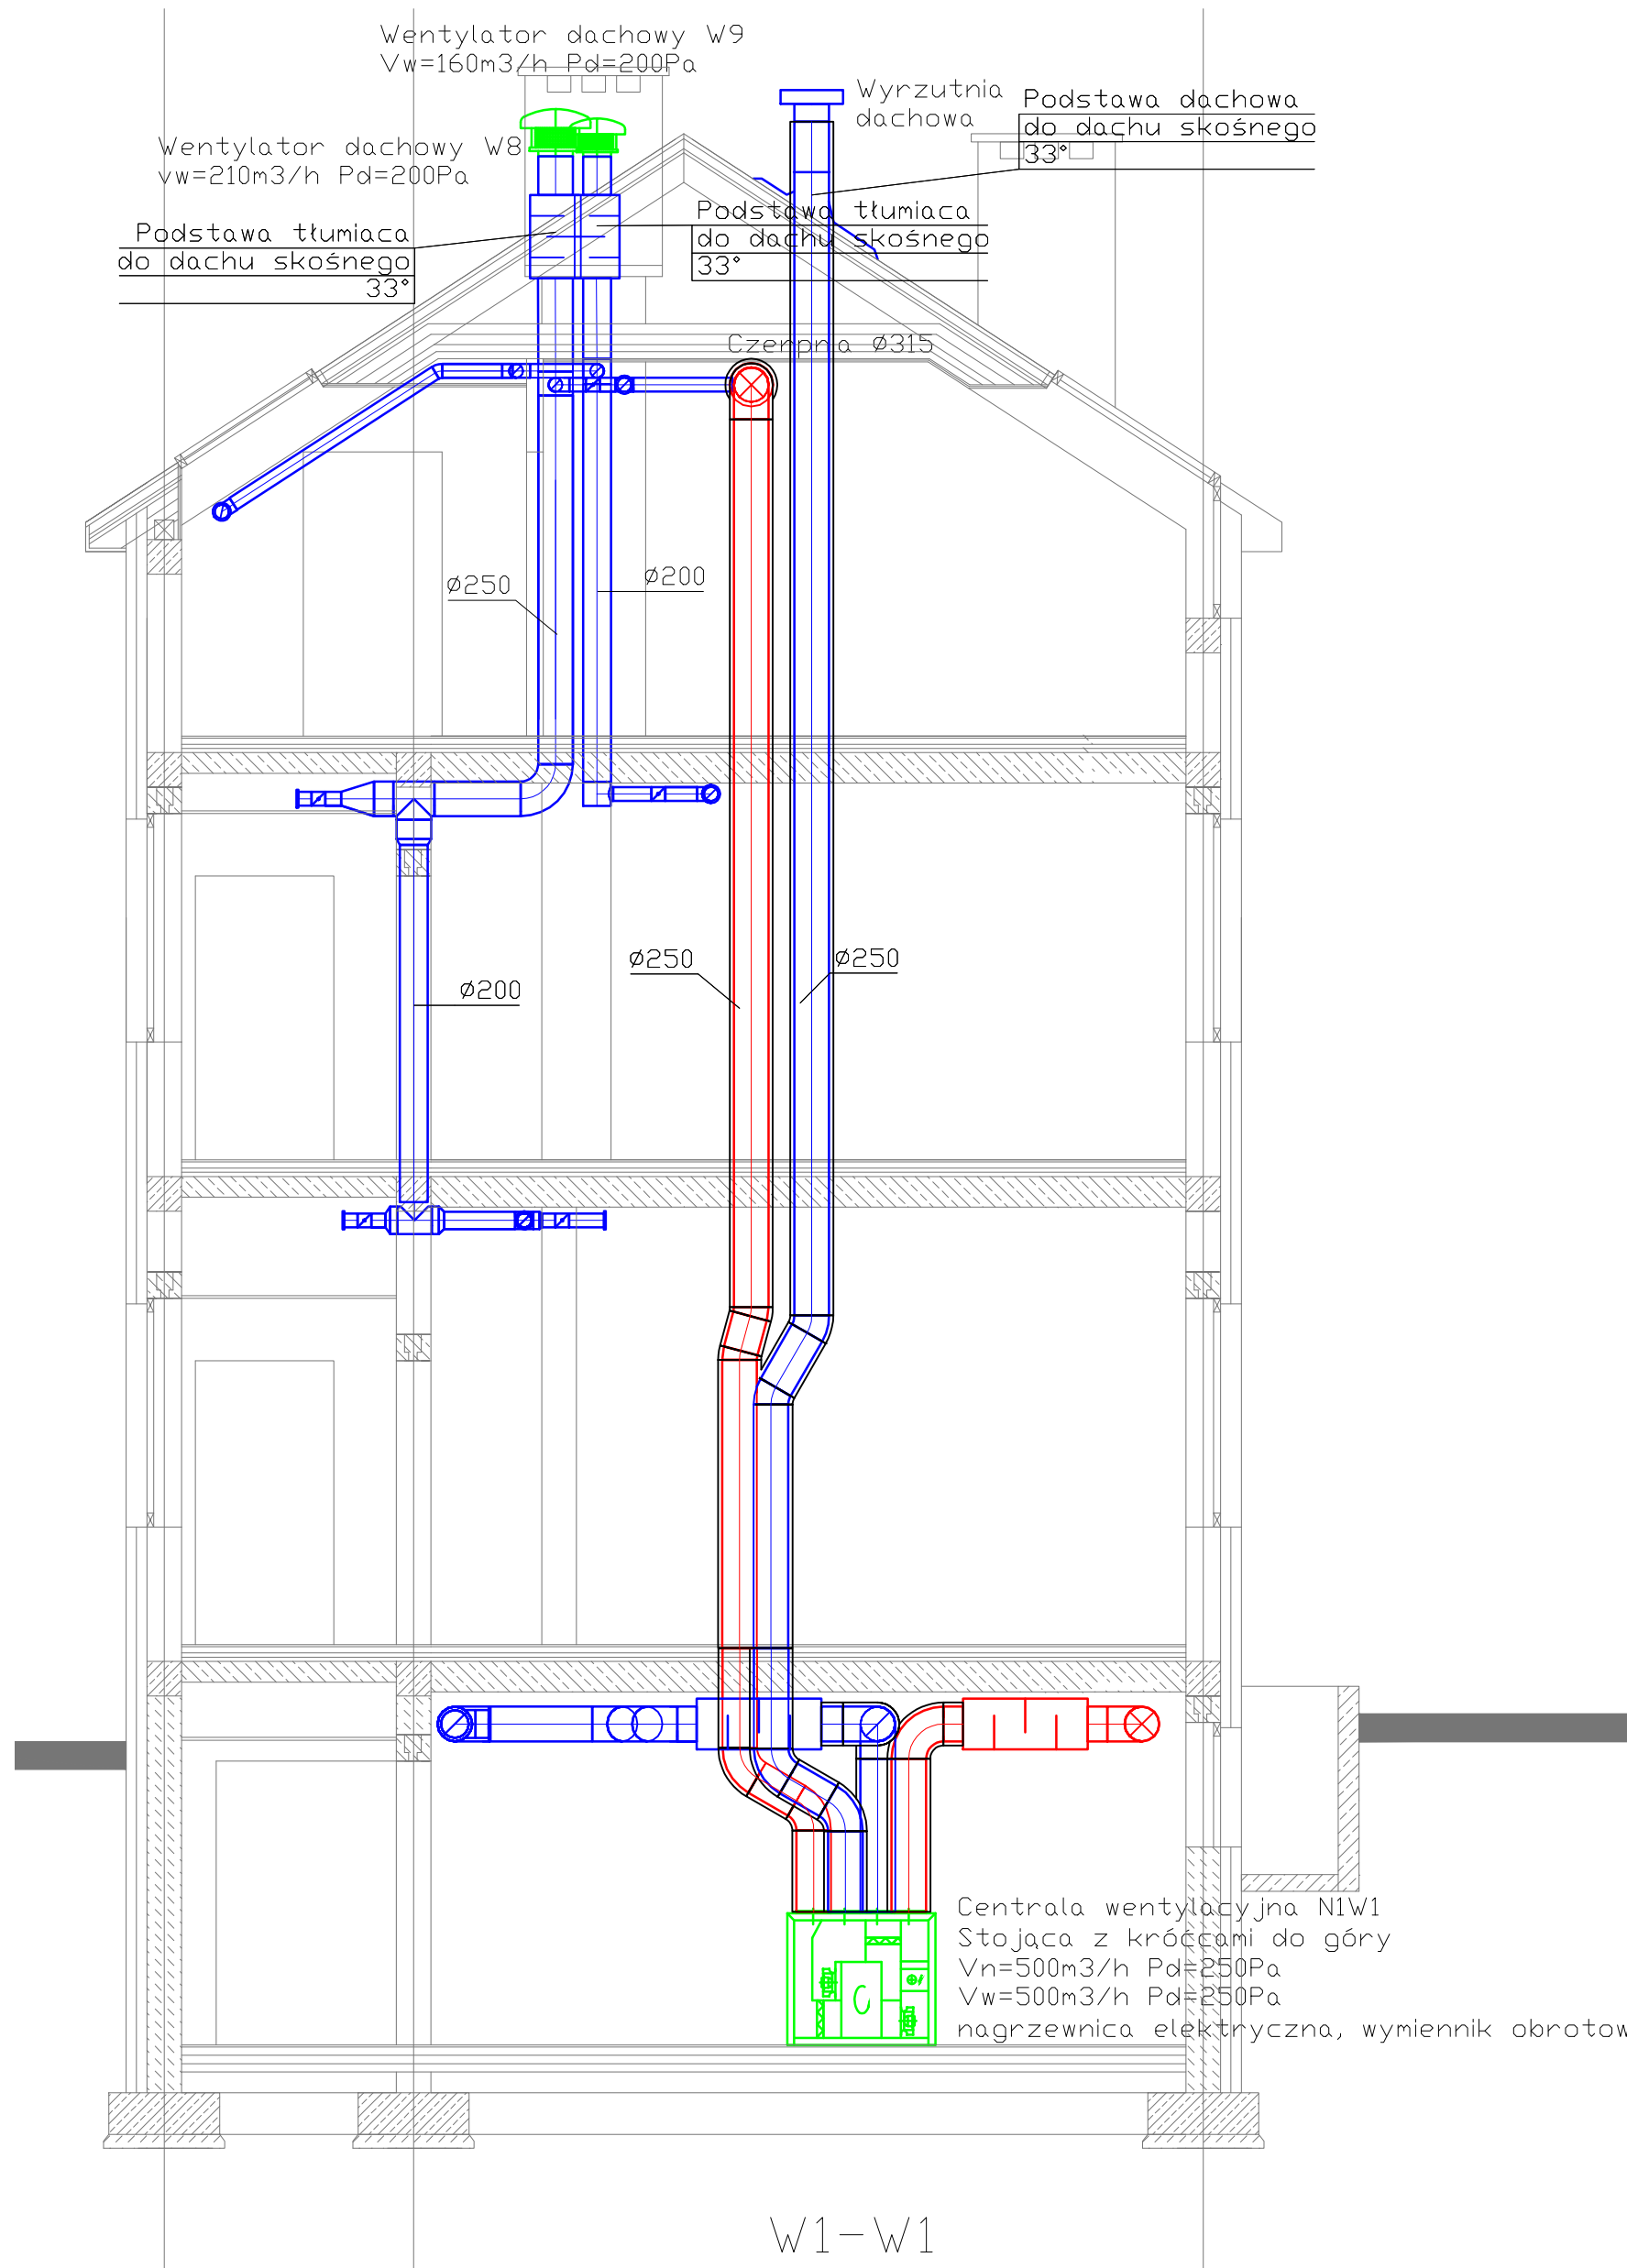 Wentylator dachowy W9
Vw=160m3/h Pd=200Pa
Wyrzutnia
dachowa
Podstawa dachowa
do dachu skośnego
33°
Wentylator dachowy W8
vw=210m3/h Pd=200Pa
Podstawa tłumiaca
do dachu skośnego
33°
Podstawa tłumiaca
do dachu skośnego
33°
Czerpnia ø315
ø250
ø200
ø250
ø250
ø200
Centrala wentylacyjna N1W1
Stojąca z króćcami do góry
Vn=500m3/h Pd=250Pa
Vw=500m3/h Pd=250Pa
nagrzewnica elektryczna, wymiennik obrotow
W1-W1